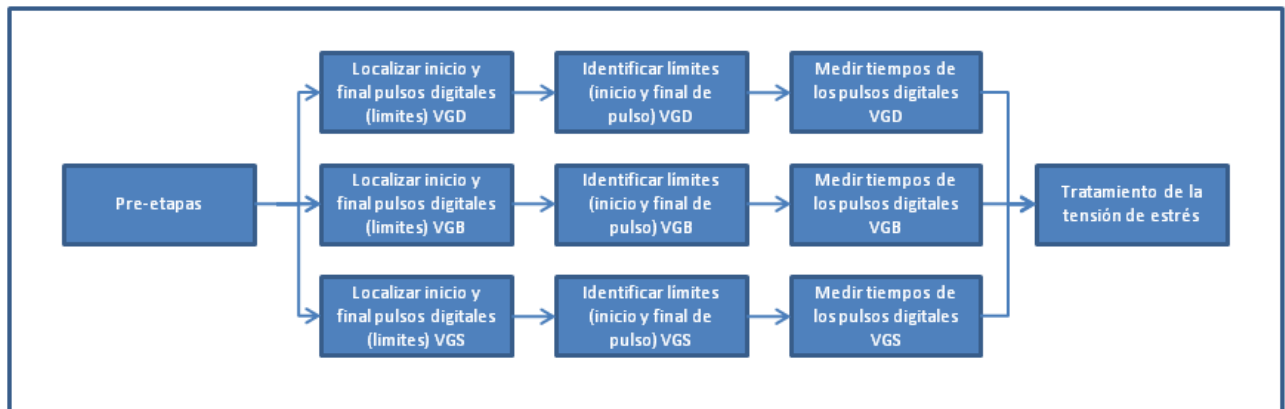 Pre-etapas
Localizar inicio y
final pulsos digitales
(limites) VGD
Identificar límites
(inicio y final de
pulso) VGD
Medir tiempos de
los pulsos digitales
VGD
Localizar inicio y
final pulsos digitales
(limites) VGB
Identificar límites
(inicio y final de
pulso) VGB
Medir tiempos de
los pulsos digitales
VGB
Localizar inicio y
final pulsos digitales
(limites) VGS
Identificar límites
(inicio y final de
pulso) VGS
Medir tiempos de
los pulsos digitales
VGS
Tratamiento de la
tensión de estrés